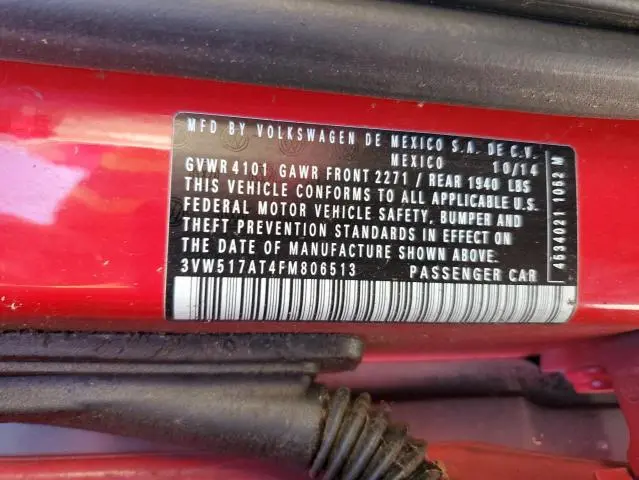 MFD BY VOLKSWAGEN DE MEXICO S.A. DE C.V.
MEXICO 10/14
GVWR 4101 GAWR FRONT 2271 / REAR 1940 LBS
THIS VEHICLE CONFORMS TO ALL APPLICABLE U.S.
FEDERAL MOTOR VEHICLE SAFETY, BUMPER AND
THEFT PREVENTION STANDARDS IN EFFECT ON
THE DATE OF MANUFACTURE SHOWN ABOVE.
3VW517AT4FM806513 PASSENGER CAR
4534021 1052 M